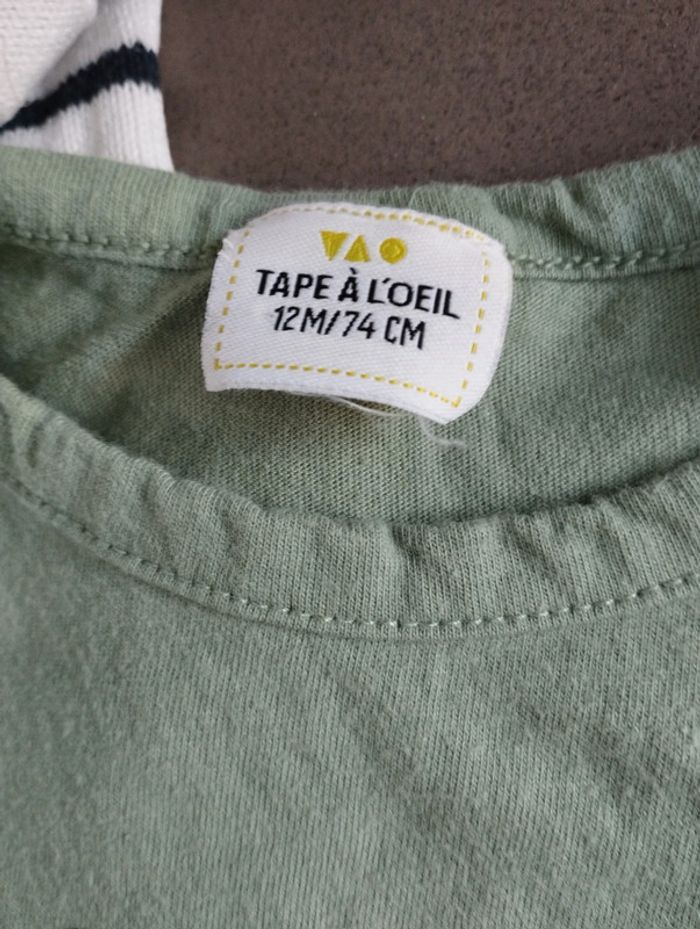 TAPE À L'OEIL
12M/74 CM